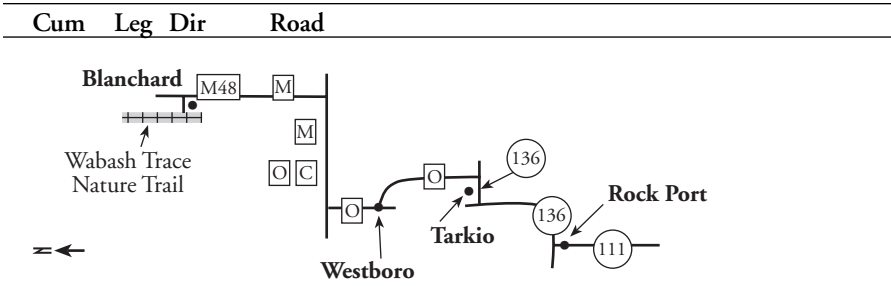 Cum Leg Dir Road
Blanchard
M48
M
M
Wabash Trace
Nature Trail
O C
O
136
O
Rock Port
136
Tarkio
111
N
Westboro